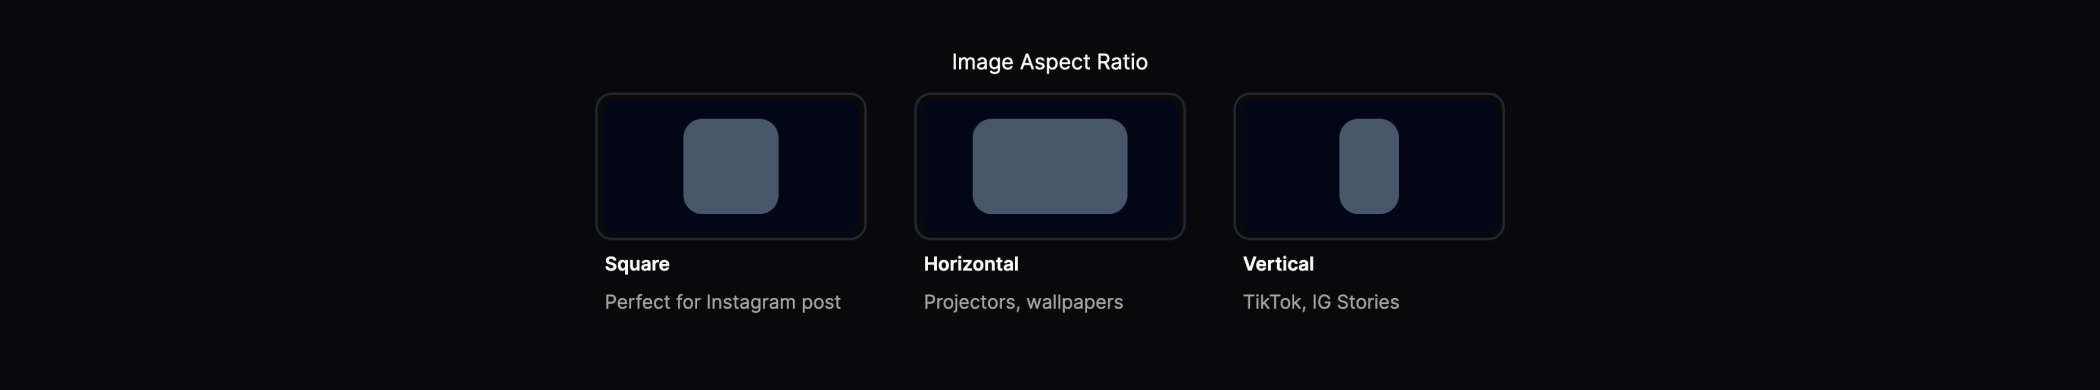 Image Aspect Ratio
Square
Perfect for Instagram post
Horizontal
Projectors, wallpapers
Vertical
TikTok, IG Stories